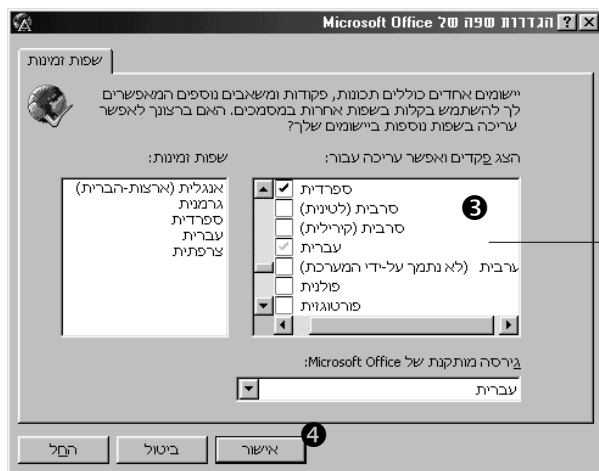 הגדרות שפה של Microsoft Office
שפות זמינות
יישומים אחדים כוללים תכונות, פקודות ומשאבים נוספים המאפשרים
לך להשתמש בקלות בשפות אחרות במסמכים. האם ברצונך לאפשר
עריכה בשפות נוספות ביישומים שלך?
הצג פקדים ואפשר עריכה עבור:
ספרדית
סרבית (לטינית)
סרבית (קירילית)
עברית
ערבית (לא נתמך על-ידי המערכת)
פולנית
פורטוגזית
❸
שפות זמינות:
אנגלית (ארצות-הברית)
גרמנית
ספרדית
עברית
צרפתית
גירסה מותקנת של Microsoft Office:
עברית
❹
אישור
ביטול
החל